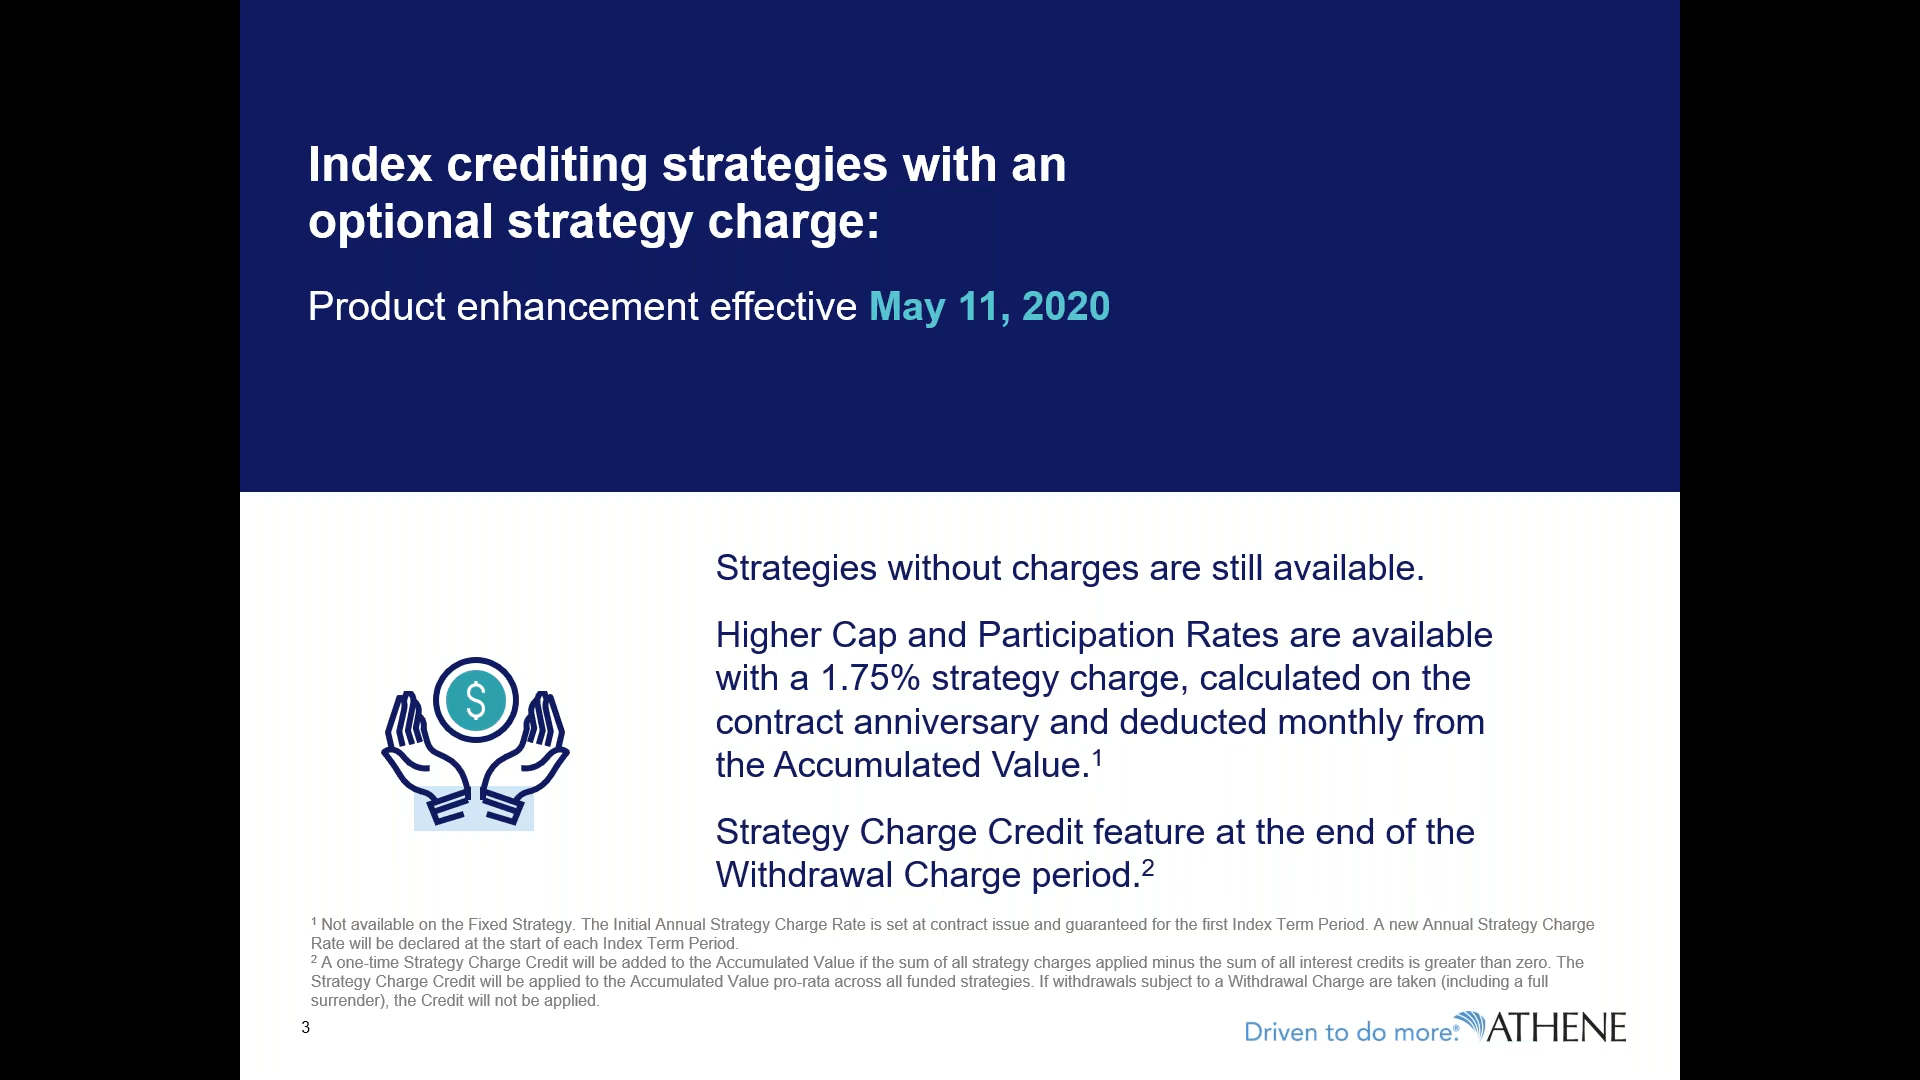 Index crediting strategies with an
optional strategy charge:
Product enhancement effective May 11, 2020
$
Strategies without charges are still available.
Higher Cap and Participation Rates are available
with a 1.75% strategy charge, calculated on the
contract anniversary and deducted monthly from
the Accumulated Value.¹
Strategy Charge Credit feature at the end of the
Withdrawal Charge period.²
¹ Not available on the Fixed Strategy. The Initial Annual Strategy Charge Rate is set at contract issue and guaranteed for the first Index Term Period. A new Annual Strategy Charge
Rate will be declared at the start of each Index Term Period.
² A one-time Strategy Charge Credit will be added to the Accumulated Value if the sum of all strategy charges applied minus the sum of all interest credits is greater than zero. The
Strategy Charge Credit will be applied to the Accumulated Value pro-rata across all funded strategies. If withdrawals subject to a Withdrawal Charge are taken (including a full
surrender), the Credit will not be applied.
3
Driven to do more.® ATHENE